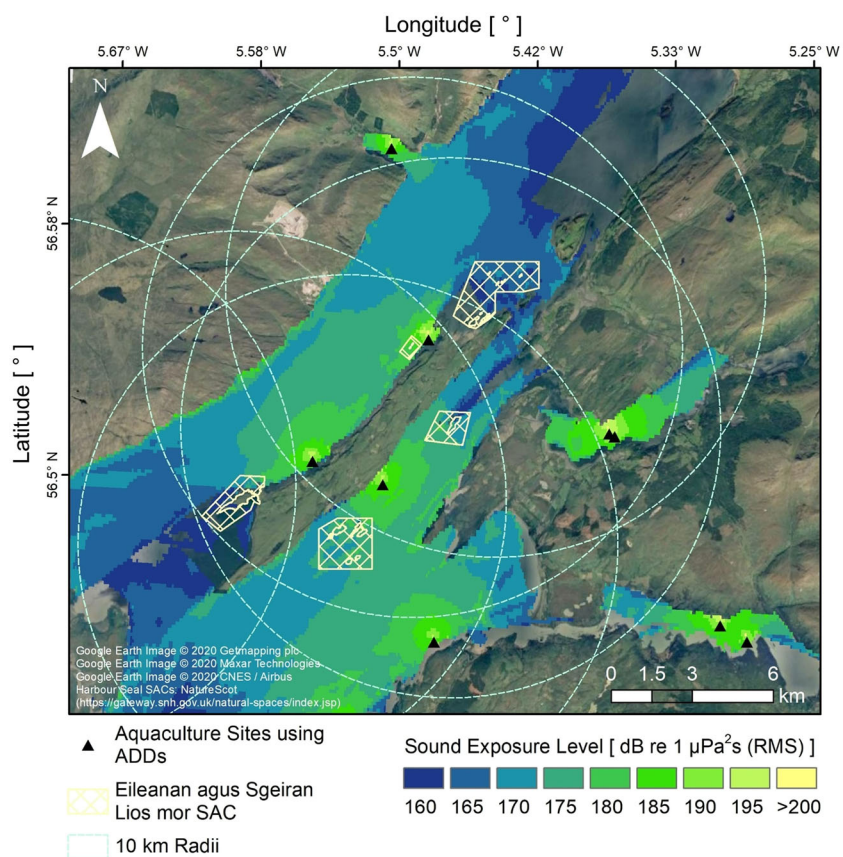 Longitude [ ° ]
5.67° W 5.58° W 5.5° W 5.42° W 5.33° W 5.25° W
N
56.58° N
Latitude [ ° ]
56.5° N
Google Earth Image © 2020 Getmapping plc
Google Earth Image © 2020 Maxar Technologies
Google Earth Image © 2020 CNES / Airbus
Harbour Seal SACs: NatureScot
(https://gateway.snh.gov.uk/natural-spaces/index.jsp)
0 1.5 3 6
km
Aquaculture Sites using
ADDs
Eileanan agus Sgeiran
Lios mor SAC
10 km Radii
Sound Exposure Level [ dB re 1 µPa²s (RMS) ]
160 165 170 175 180 185 190 195 >200